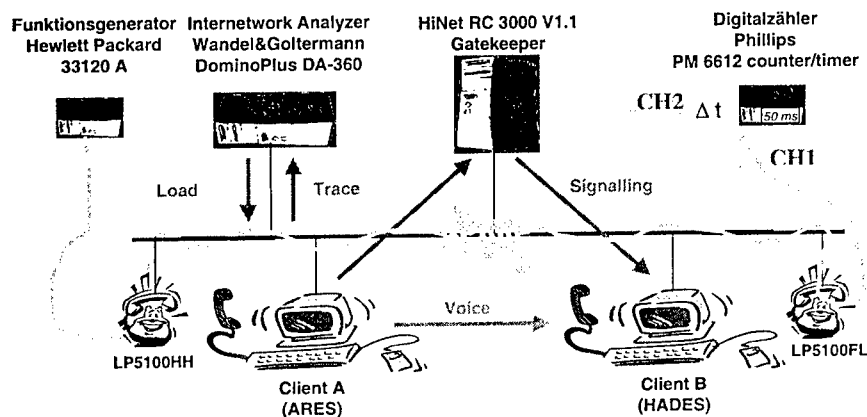 Funktionsgenerator
Hewlett Packard
33120 A
Internetwork Analyzer
Wandel&Goltermann
DominoPlus DA-360
HiNet RC 3000 V1.1
Gatekeeper
Digitalzähler
Phillips
PM 6612 counter/timer
CH2
Δt
50 ms
CH1
Load
Trace
Signalling
Voice
LP5100HH
LP5100FL
Client A
(ARES)
Client B
(HADES)